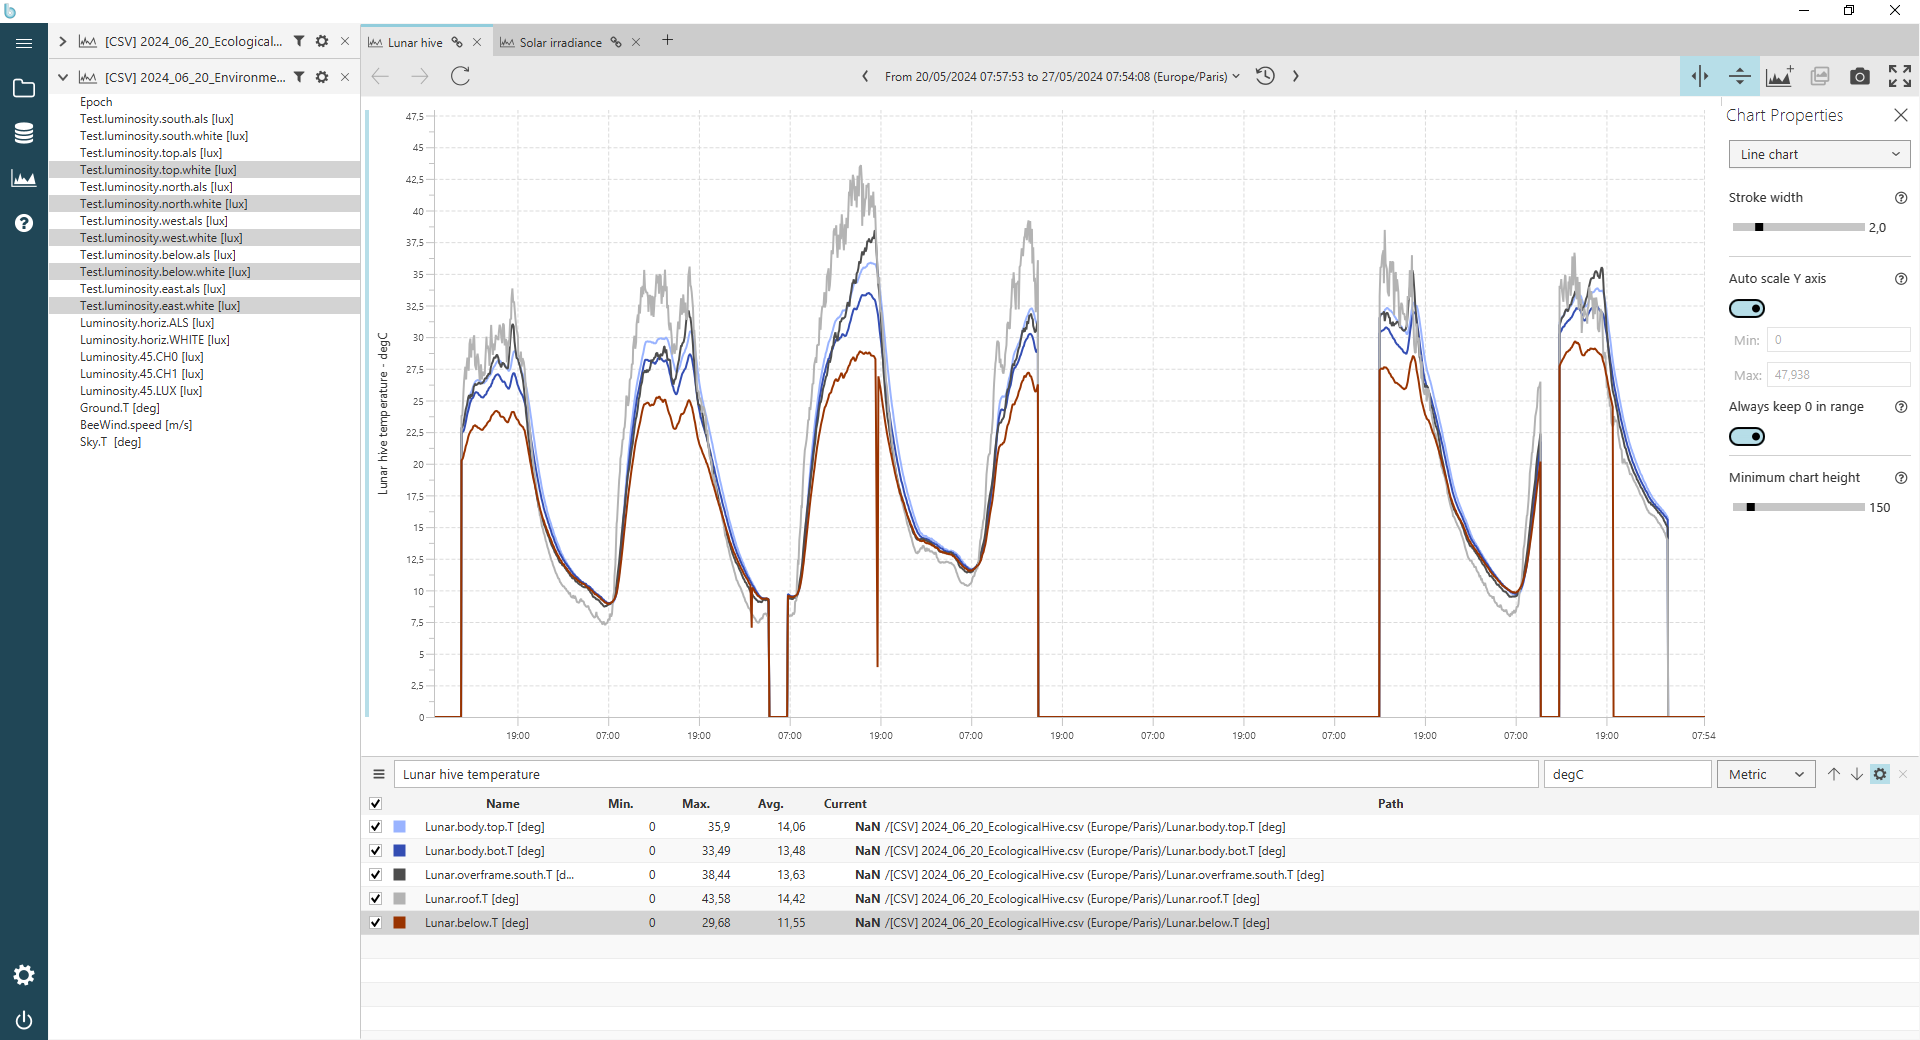 [CSV] 2024_06_20_Ecological...
[CSV] 2024_06_20_Environme...
Epoch
Test.luminosity.south.als [lux]
Test.luminosity.south.white [lux]
Test.luminosity.top.als [lux]
Test.luminosity.top.white [lux]
Test.luminosity.north.als [lux]
Test.luminosity.north.white [lux]
Test.luminosity.west.als [lux]
Test.luminosity.west.white [lux]
Test.luminosity.below.als [lux]
Test.luminosity.below.white [lux]
Test.luminosity.east.als [lux]
Test.luminosity.east.white [lux]
Luminosity.horiz.ALS [lux]
Luminosity.horiz.WHITE [lux]
Luminosity.45.CH0 [lux]
Luminosity.45.CH1 [lux]
Luminosity.45.LUX [lux]
Ground.T [deg]
BeeWind.speed [m/s]
Sky.T [deg]
Lunar hive
Solar irradiance
From 20/05/2024 07:57:53 to 27/05/2024 07:54:08 (Europe/Paris)
Lunar hive temperature - degC
47,5
45
42,5
40
37,5
35
32,5
30
27,5
25
22,5
20
17,5
15
12,5
10
7,5
5
2,5
0
19:00 07:00 19:00 07:00 19:00 07:00 19:00 07:00 19:00 07:00 19:00 07:00 19:00 07:54
Chart Properties
Line chart
Stroke width
2,0
Auto scale Y axis
Min: 0
Max: 47,938
Always keep 0 in range
Minimum chart height
150
Lunar hive temperature degC Metric
Name Min. Max. Avg. Current Path
Lunar.body.top.T [deg] 0 35,9 14,06 NaN /[CSV] 2024_06_20_EcologicalHive.csv (Europe/Paris)/Lunar.body.top.T [deg]
Lunar.body.bot.T [deg] 0 33,49 13,48 NaN /[CSV] 2024_06_20_EcologicalHive.csv (Europe/Paris)/Lunar.body.bot.T [deg]
Lunar.overframe.south.T [d... 0 38,44 13,63 NaN /[CSV] 2024_06_20_EcologicalHive.csv (Europe/Paris)/Lunar.overframe.south.T [deg]
Lunar.roof.T [deg] 0 43,58 14,42 NaN /[CSV] 2024_06_20_EcologicalHive.csv (Europe/Paris)/Lunar.roof.T [deg]
Lunar.below.T [deg] 0 29,68 11,55 NaN /[CSV] 2024_06_20_EcologicalHive.csv (Europe/Paris)/Lunar.below.T [deg]